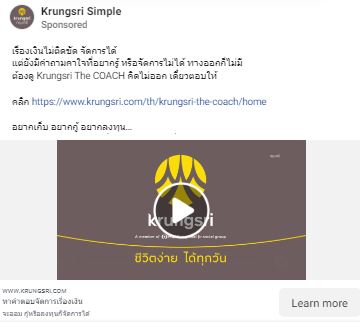 Krungsri Simple
Sponsored
เรื่องเงินไม่ติดขัด จัดการได้
แต่ยังมีคำถามคาใจที่อยากรู้ หรือจัดการไม่ได้ ทางออกก็ไม่มี
ต้องดู Krungsri The COACH คิดไม่ออก เดี๋ยวตอบให้
คลิก https://www.krungsri.com/th/krungsri-the-coach/home
อยากเก็บ อยากกู้ อยากลงทุน...
krungsri
A member of MUFG, a global financial group
ชีวิตง่าย ได้ทุกวัน
WWW.KRUNGSRI.COM
หาคำตอบจัดการเรื่องเงิน
จะออม กู้หรือลงทุนก็จัดการได้
Learn more